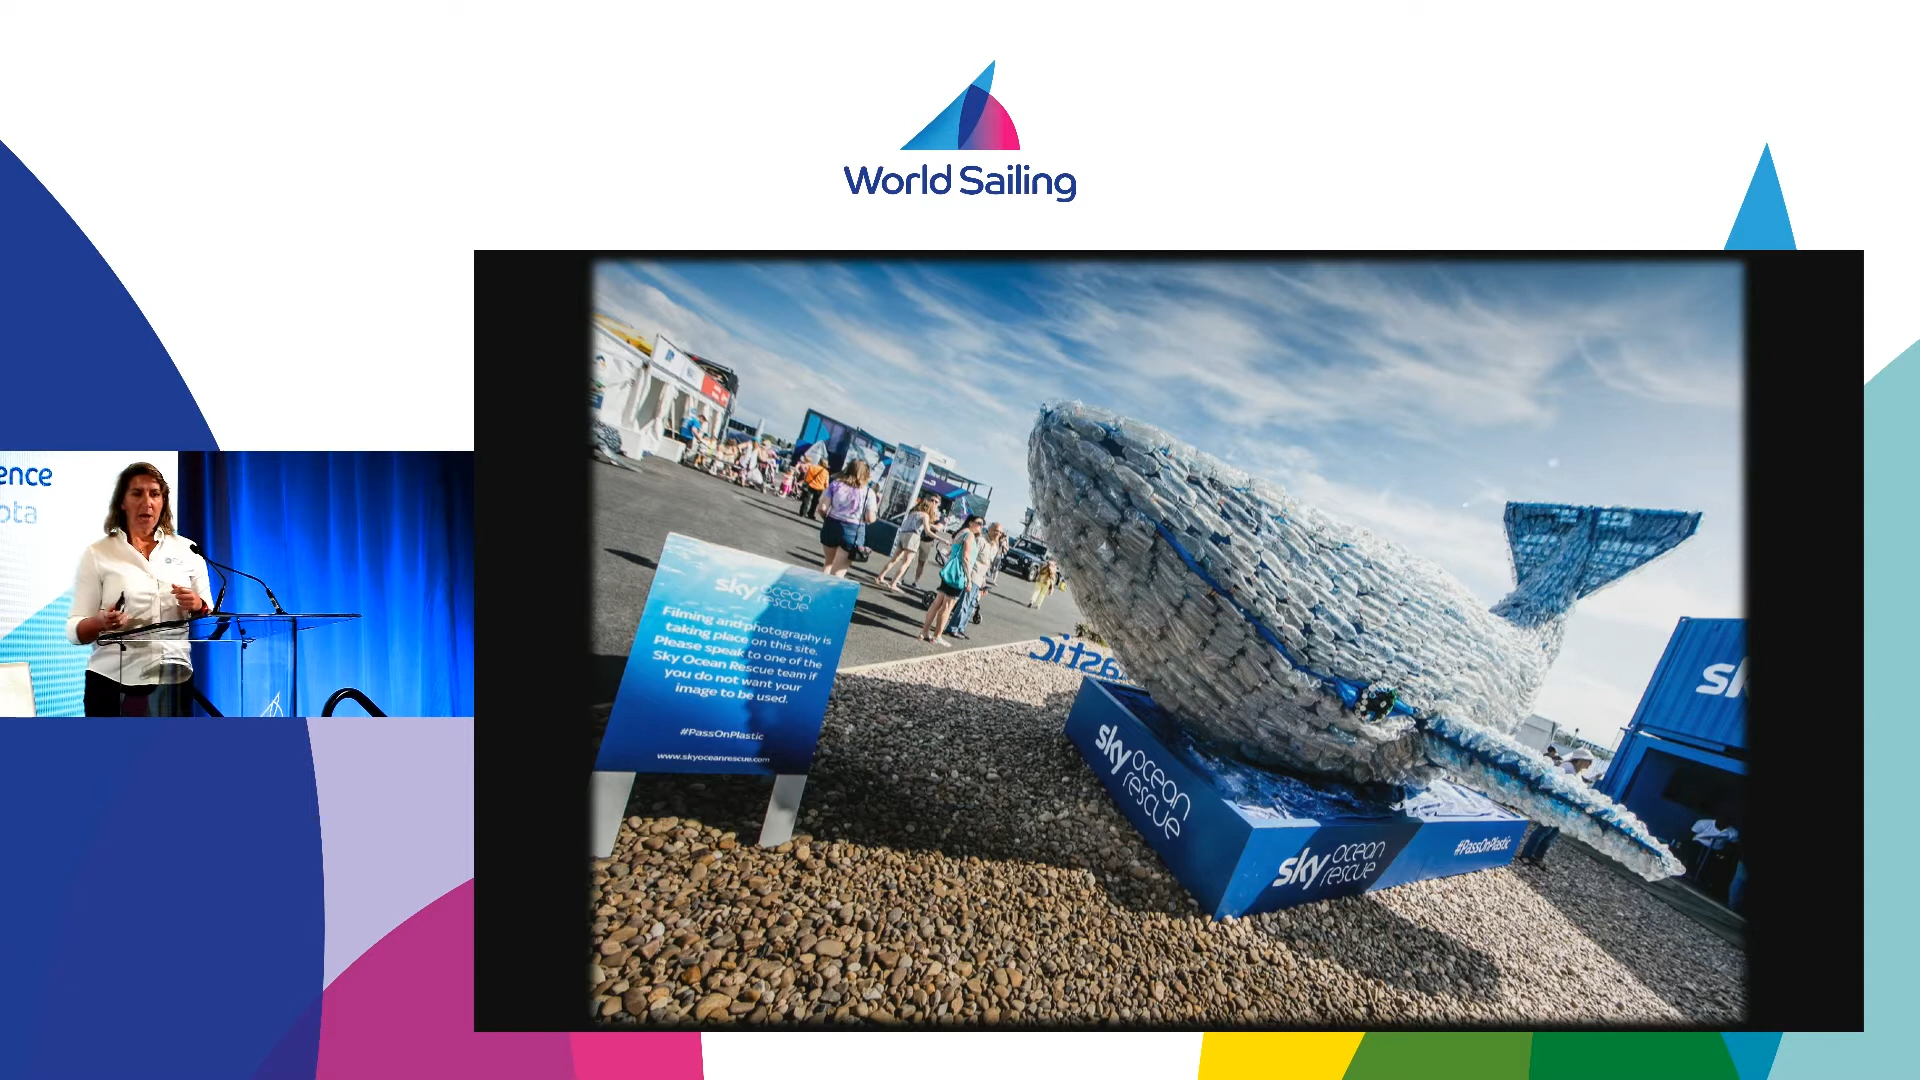 World Sailing
ence
ota
sky ocean rescue
Filming and photography is
taking place on this site.
Please speak to one of the
Sky Ocean Rescue team if
you do not want your
image to be used.
#PassOnPlastic
www.skyoceanrescue.com
sky ocean rescue
sky ocean rescue
#PassOnPlastic
sk